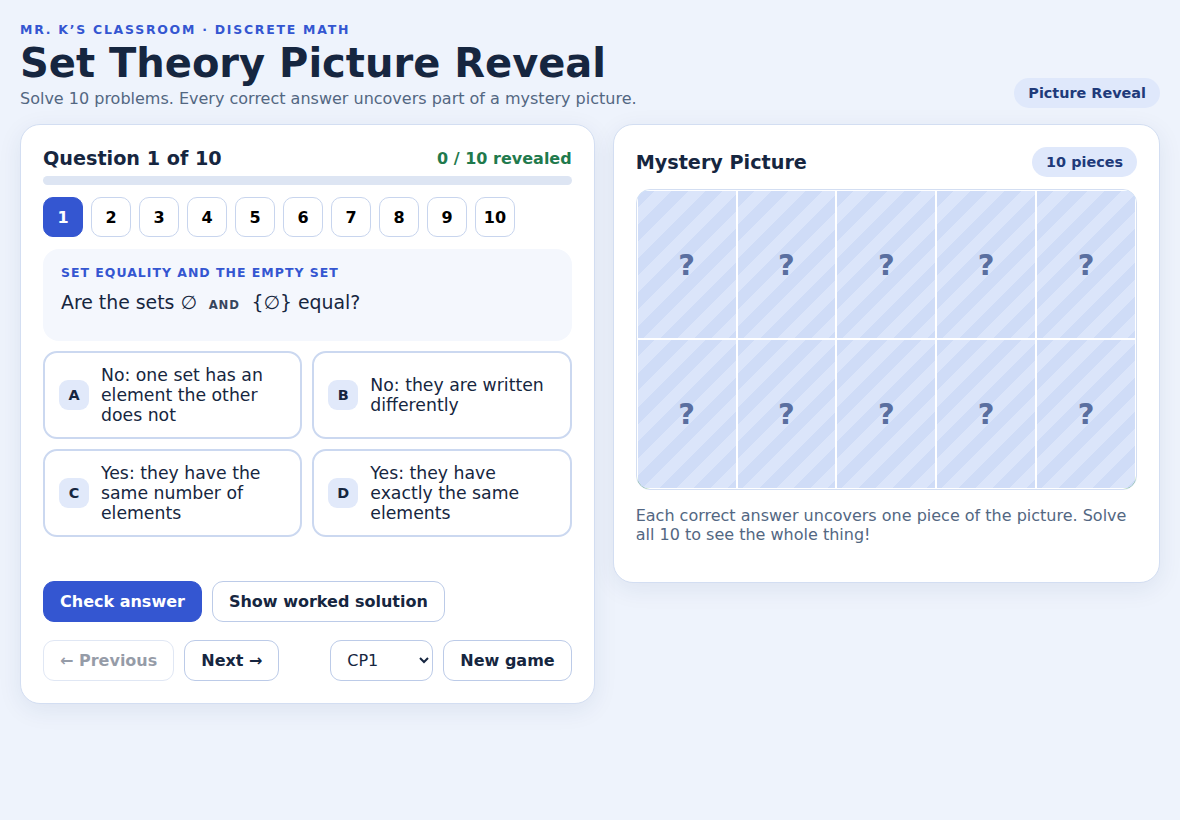 MR. K’S CLASSROOM · DISCRETE MATH
Set Theory Picture Reveal
Solve 10 problems. Every correct answer uncovers part of a mystery picture.
Picture Reveal
Question 1 of 10
0 / 10 revealed
1 2 3 4 5 6 7 8 9 10
SET EQUALITY AND THE EMPTY SET
Are the sets ∅ AND {∅} equal?
A
No: one set has an
element the other
does not
B
No: they are written
differently
C
Yes: they have the
same number of
elements
D
Yes: they have
exactly the same
elements
Check answer
Show worked solution
← Previous
Next →
CP1
New game
Mystery Picture
10 pieces
? ? ? ? ?
? ? ? ? ?
Each correct answer uncovers one piece of the picture. Solve
all 10 to see the whole thing!